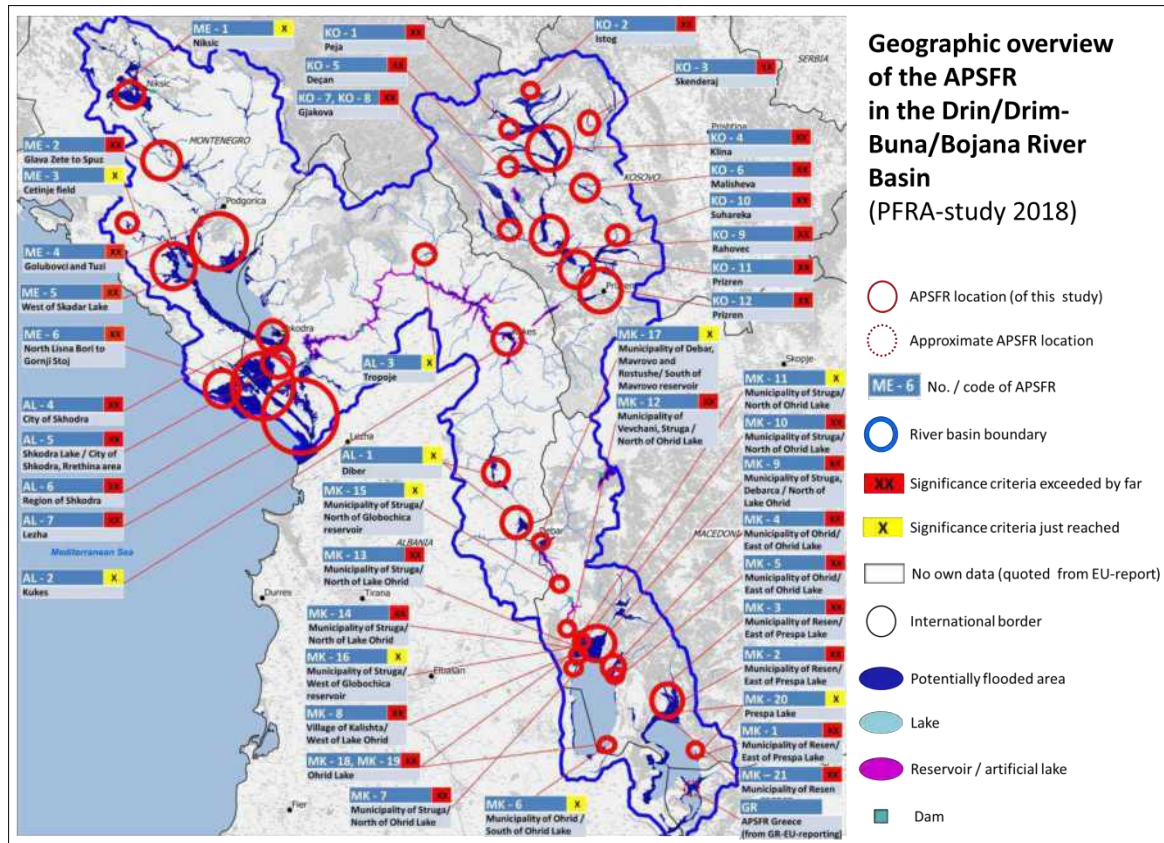 ME - 1 X
Niksic
KO - 1 XX
Peja
KO - 2 XX
Istog
KO - 5 XX
Deçan
KO - 3 XX
Skenderaj
KO - 7, KO - 8 XX
Gjakova
SERBIA
Niksic
MONTENEGRO
Prishtina
KO - 4 XX
Klina
ME - 2 XX
Glava Zete to Spuz
ME - 3 X
Cetinje field
KOSOVO
KO - 6 XX
Malisheva
KO - 10 XX
Suhareka
Podgorica
KO - 9 XX
Rahovec
ME - 4 XX
Golubovci and Tuzi
KO - 11 XX
Prizren
ME - 5 XX
West of Skadar Lake
Prizren
KO - 12 XX
Prizren
ME - 6 XX
North Lisna Bori to
Gornji Stoj
Shkodra
Kukes
MK - 17 X
Municipality of Debar,
Mavrovo and
Rostushe/ South of
Mavrovo reservoir
AL - 3 X
Tropoje
Skopje
MK - 11 X
Municipality of Struga/
North of Ohrid Lake
AL - 4 XX
City of Skhodra
MK - 12 XX
Municipality of
Vevchani, Struga /
North of Ohrid Lake
MK - 10 XX
Municipality of Struga/
North of Ohrid Lake
AL - 5 XX
Shkodra Lake / City of
Shkodra, Rrethina area
Lezha
AL - 1 X
Diber
MK - 9 XX
Municipality of Struga,
Debarca / North of
Lake Ohrid
AL - 6 XX
Region of Shkodra
MK - 15 X
Municipality of Struga/
North of Globochica
reservoir
AL - 7 XX
Lezha
MK - 4 XX
Municipality of Ohrid/
East of Ohrid Lake
Mediterranean Sea
ALBANIA
Debar
MACEDONIA
AL - 2 X
Kukes
MK - 13 XX
Municipality of Struga/
North of Lake Ohrid
MK - 5 XX
Municipality of Ohrid/
East of Ohrid Lake
Durres
Tirana
MK - 14 XX
Municipality of Struga/
North of Lake Ohrid
MK - 3 XX
Municipality of Resen/
East of Prespa Lake
MK - 16 X
Municipality of Struga/
West of Globochica
reservoir
Elbasan
MK - 2 XX
Municipality of Resen/
East of Prespa Lake
MK - 20 X
Prespa Lake
MK - 8 XX
Village of Kalishta/
West of Lake Ohrid
MK - 1 XX
Municipality of Resen/
East of Prespa Lake
MK - 18, MK - 19 XX
Ohrid Lake
MK – 21 XX
Municipality of Resen
MK - 7 XX
Municipality of Struga/
North of Ohrid Lake
MK - 6 X
Municipality of Ohrid /
South of Ohrid Lake
Fier
GR
APSFR Greece
(from GR-EU-reporting)
Geographic overview
of the APSFR
in the Drin/Drim-
Buna/Bojana River
Basin
(PFRA-study 2018)
APSFR location (of this study)
Approximate APSFR location
ME - 6 No. / code of APSFR
River basin boundary
XX Significance criteria exceeded by far
X Significance criteria just reached
No own data (quoted from EU-report)
International border
Potentially flooded area
Lake
Reservoir / artificial lake
Dam